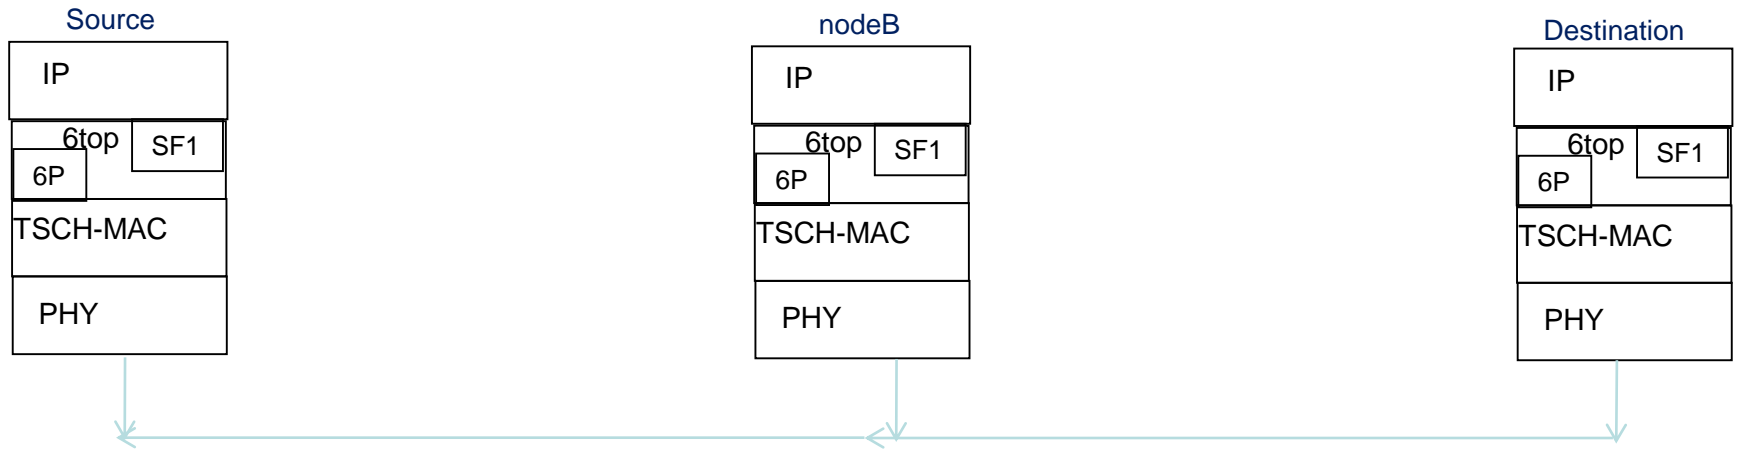 Source
IP
6top
SF1
6P
TSCH-MAC
PHY
nodeB
IP
6top
SF1
6P
TSCH-MAC
PHY
Destination
IP
6top
SF1
6P
TSCH-MAC
PHY